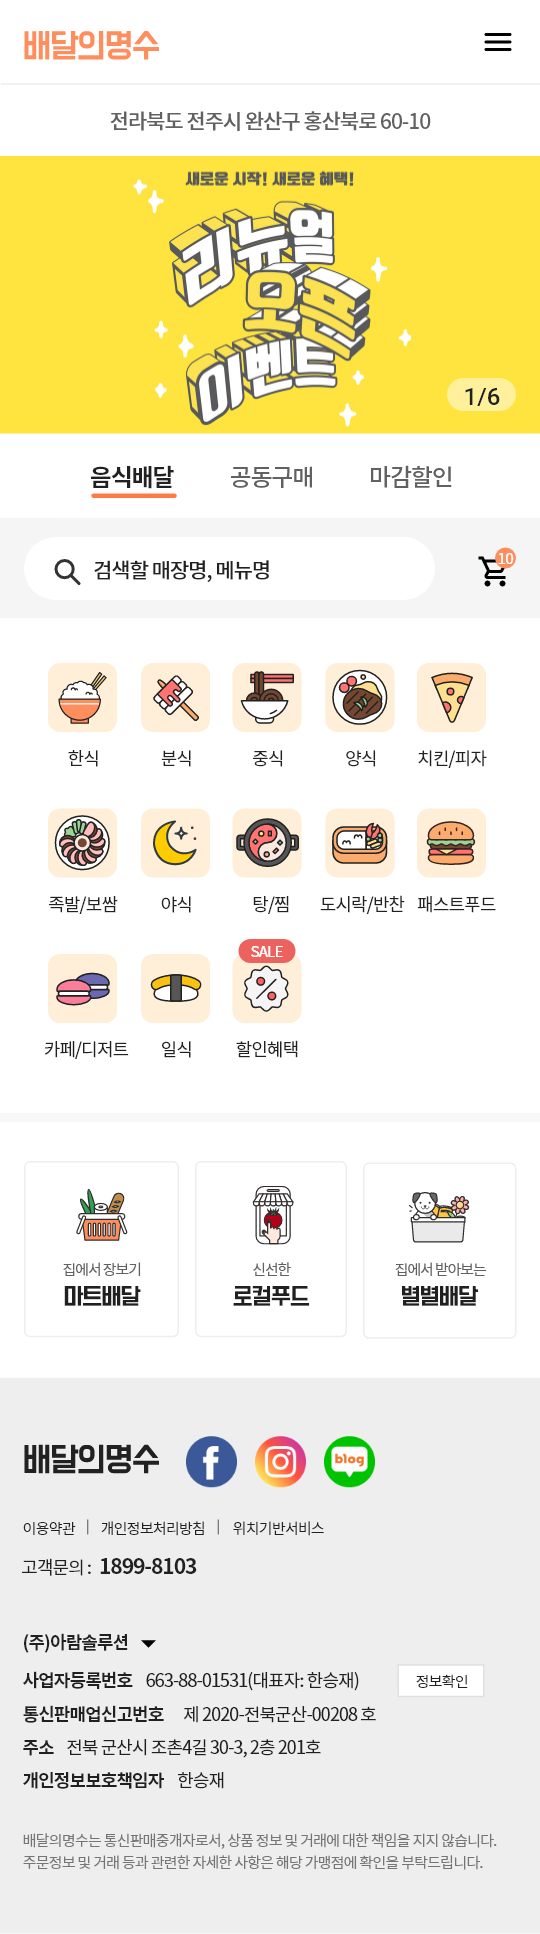 배달의명수
전라북도 전주시 완산구 홍산북로 60-10
새로운 시작! 새로운 혜택!
리뉴얼
오픈
이벤트
1/6
음식배달 공동구매 마감할인
검색할 매장명, 메뉴명
10
한식 분식 중식 양식 치킨/피자
족발/보쌈 야식 탕/찜 도시락/반찬 패스트푸드
SALE
카페/디저트 일식 할인혜택
집에서 장보기 신선한 집에서 받아보는
마트배달 로컬푸드 별별배달
배달의명수 blog
이용약관 | 개인정보처리방침 | 위치기반서비스
고객문의 : 1899-8103
(주)아람솔루션
사업자등록번호 663-88-01531(대표자: 한승재) 정보확인
통신판매업신고번호 제 2020-전북군산-00208 호
주소 전북 군산시 조촌4길 30-3, 2층 201호
개인정보보호책임자 한승재
배달의명수는 통신판매중개자로서, 상품 정보 및 거래에 대한 책임을 지지 않습니다.
주문정보 및 거래 등과 관련한 자세한 사항은 해당 가맹점에 확인을 부탁드립니다.